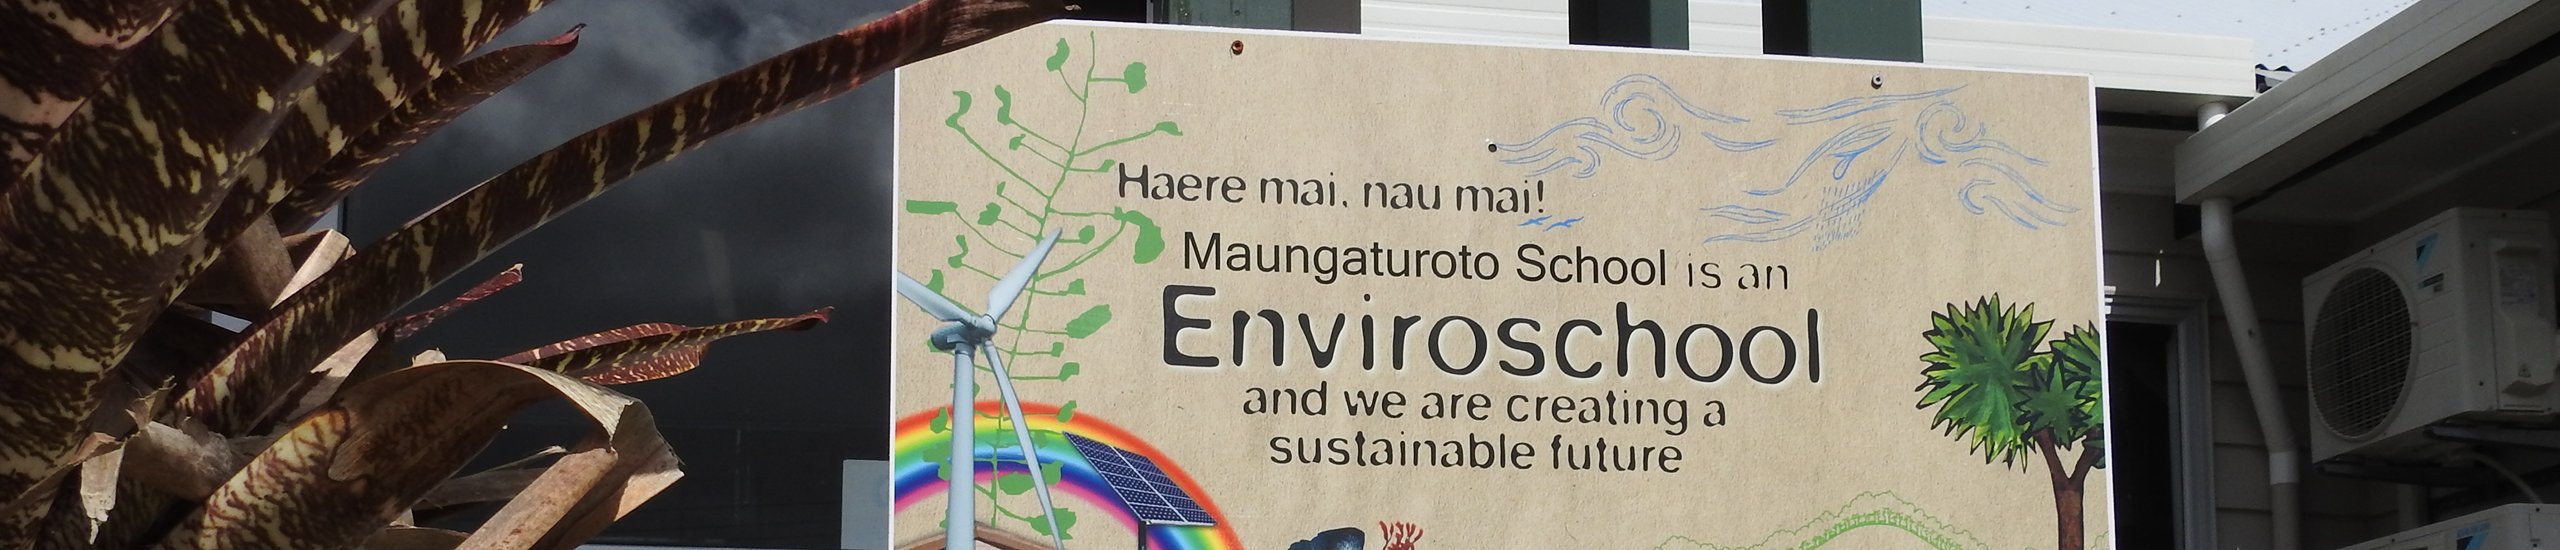 Haere mai, nau mai!
Maungaturoto School is an
Enviroschool
and we are creating a
sustainable future